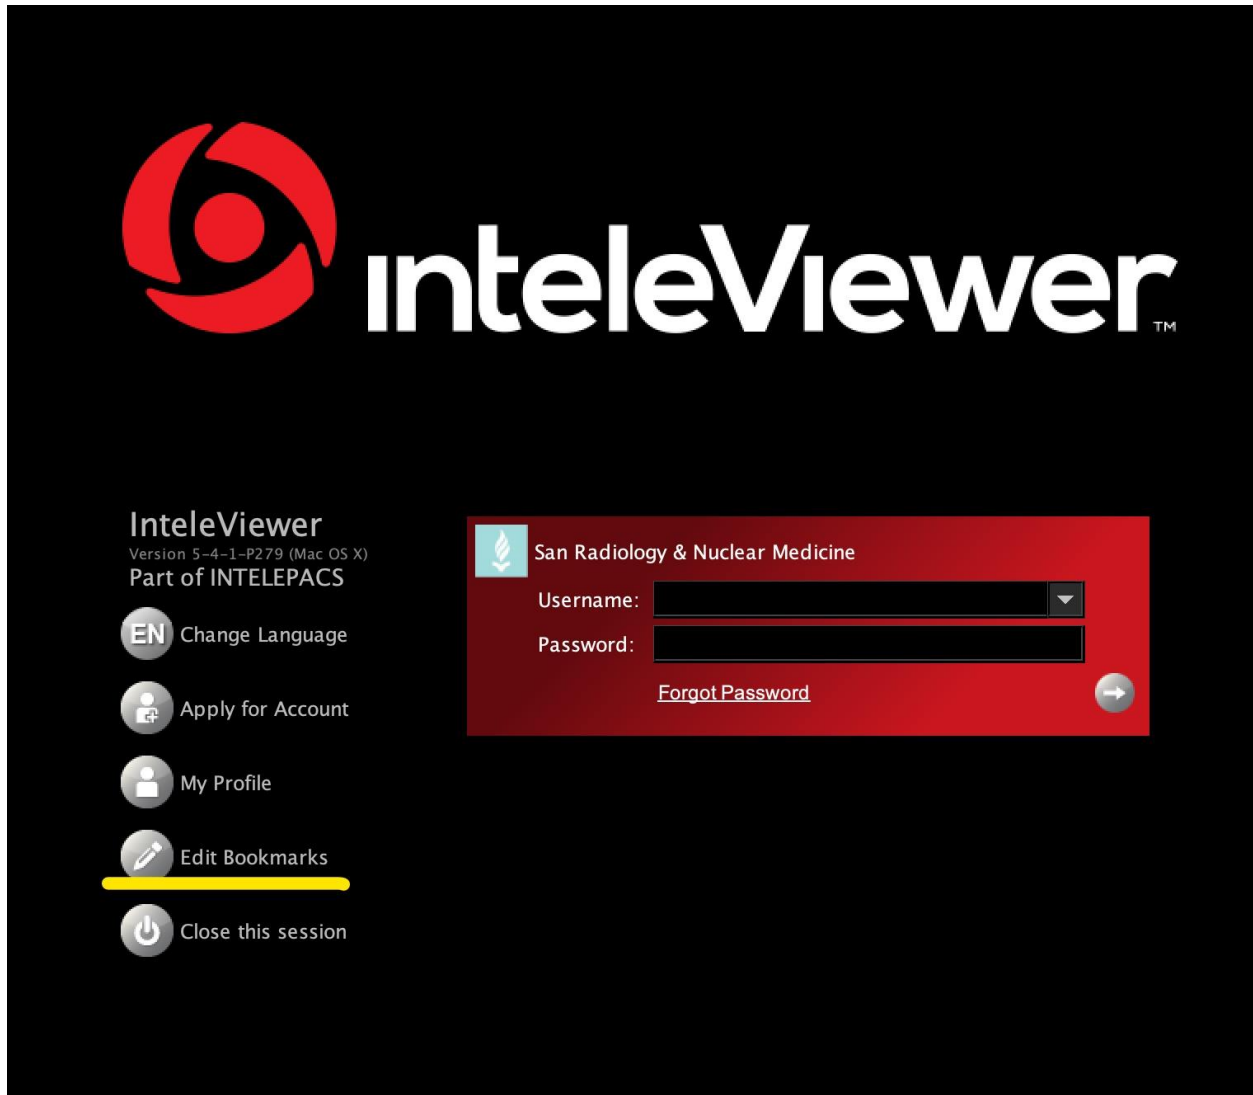 ınteleVıewer™
InteleViewer
Version 5-4-1-P279 (Mac OS X)
Part of INTELEPACS
EN Change Language
Apply for Account
My Profile
Edit Bookmarks
Close this session
San Radiology & Nuclear Medicine
Username:
Password:
Forgot Password